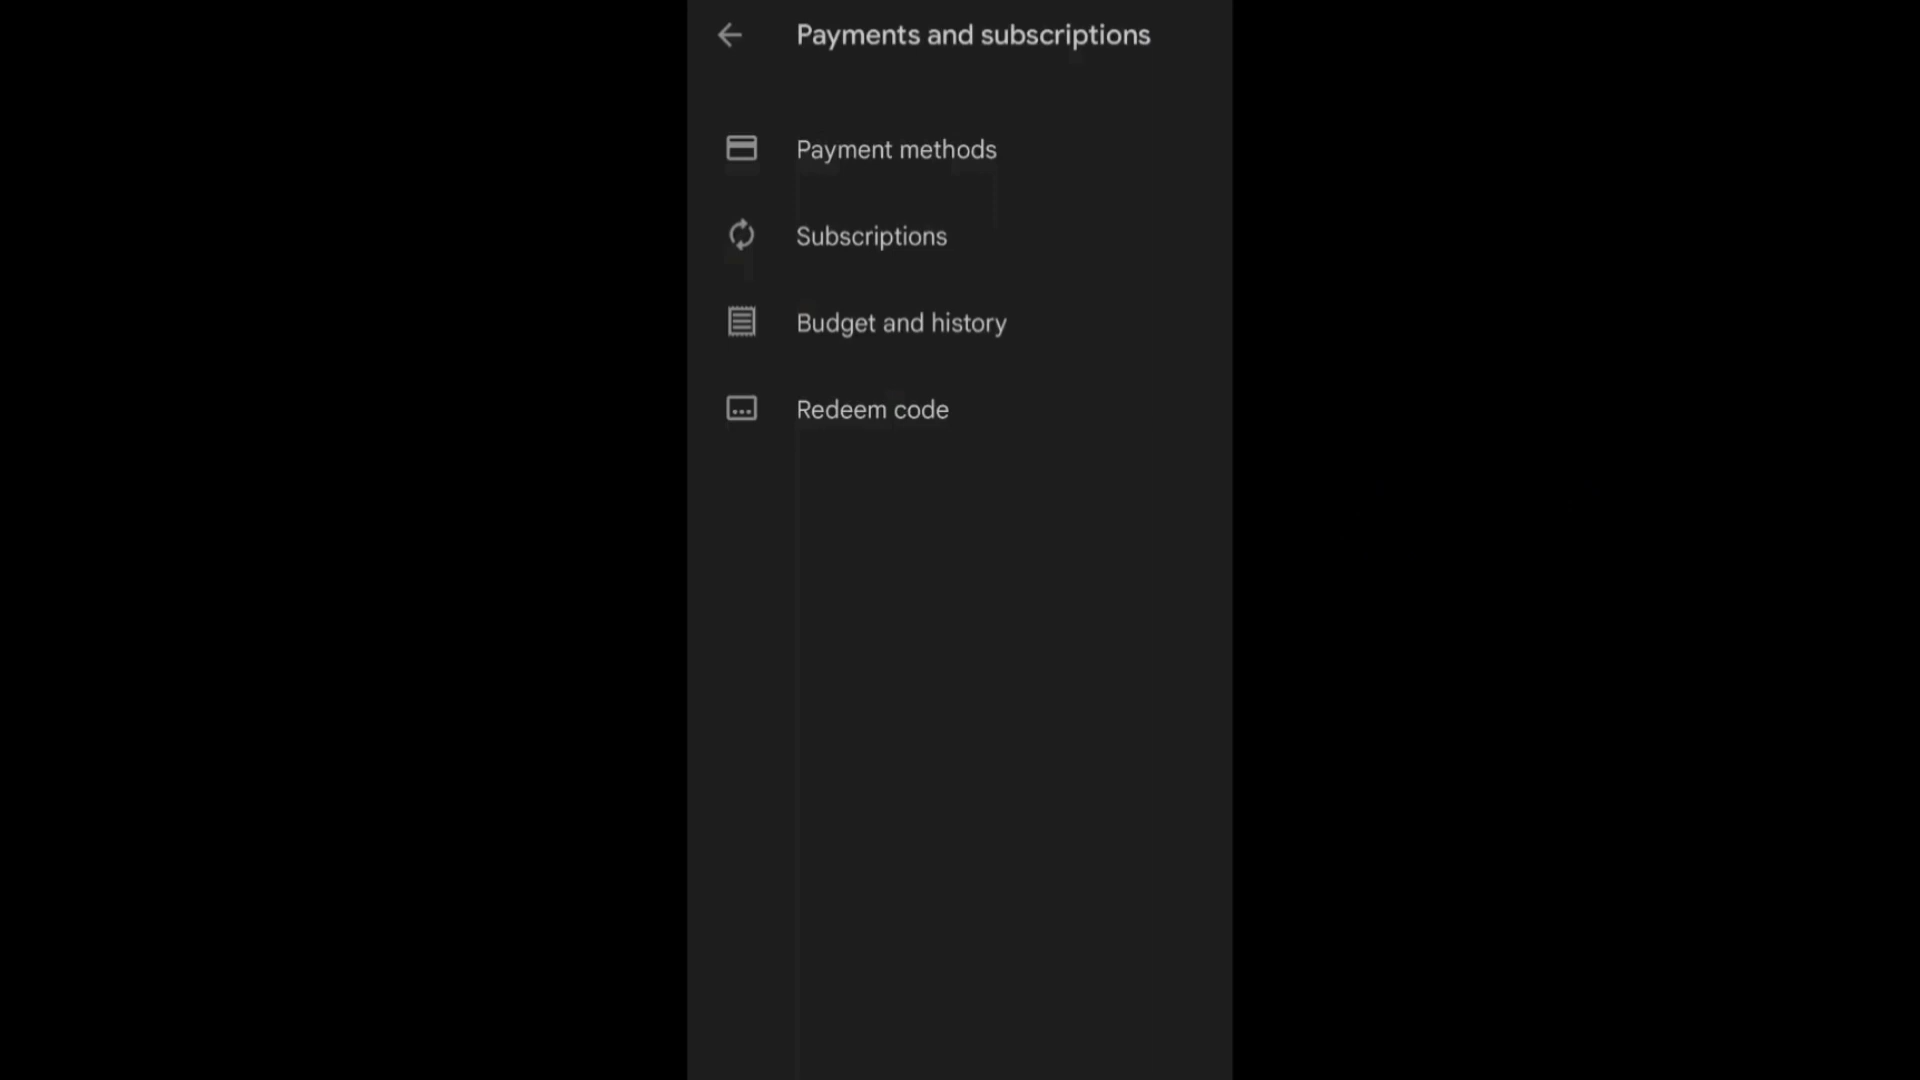 Payments and subscriptions
Payment methods
Subscriptions
Budget and history
Redeem code